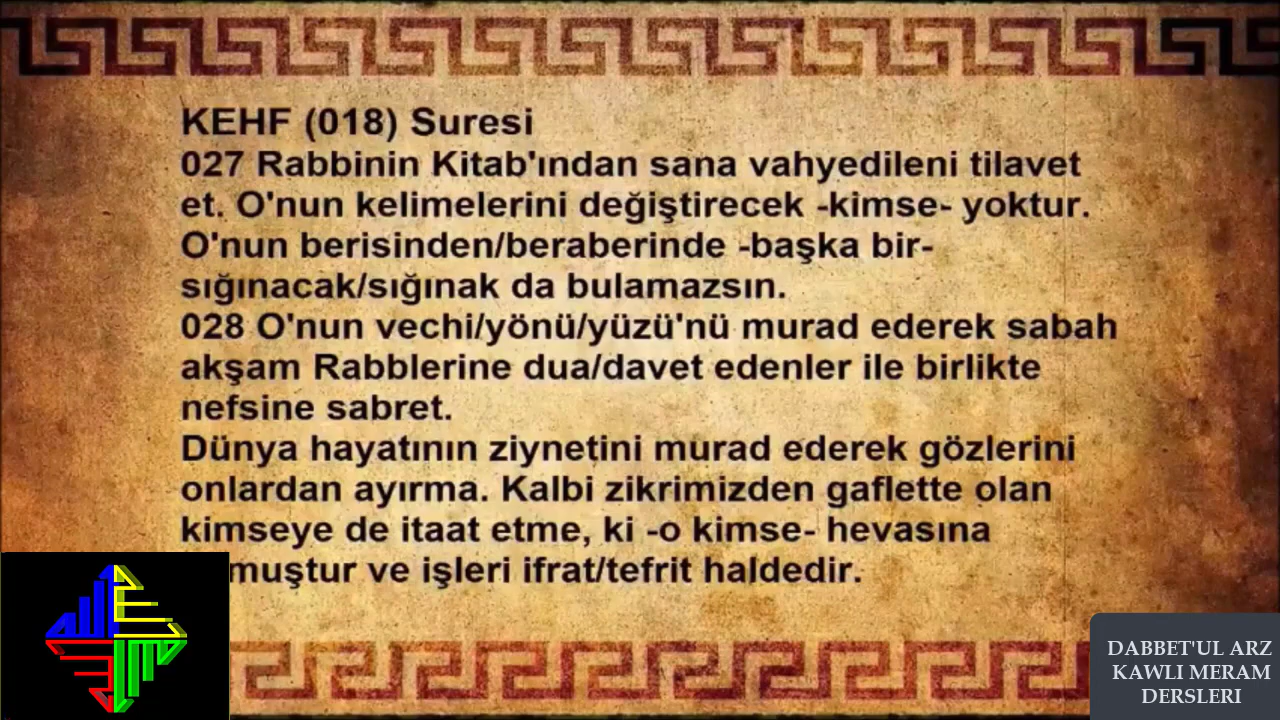 KEHF (018) Suresi
027 Rabbinin Kitab'ından sana vahyedileni tilavet
et. O'nun kelimelerini değiştirecek -kimse- yoktur.
O'nun berisinden/beraberinde -başka bir-
sığınacak/sığınak da bulamazsın.
028 O'nun vechi/yönü/yüzü'nü murad ederek sabah
akşam Rabblerine dua/davet edenler ile birlikte
nefsine sabret.
Dünya hayatının ziynetini murad ederek gözlerini
onlardan ayırma. Kalbi zikrimizden gaflette olan
kimseye de itaat etme, ki -o kimse- hevasına
muştur ve işleri ifrat/tefrit haldedir.
DABBET'UL ARZ
KAWLI MERAM
DERSLERI